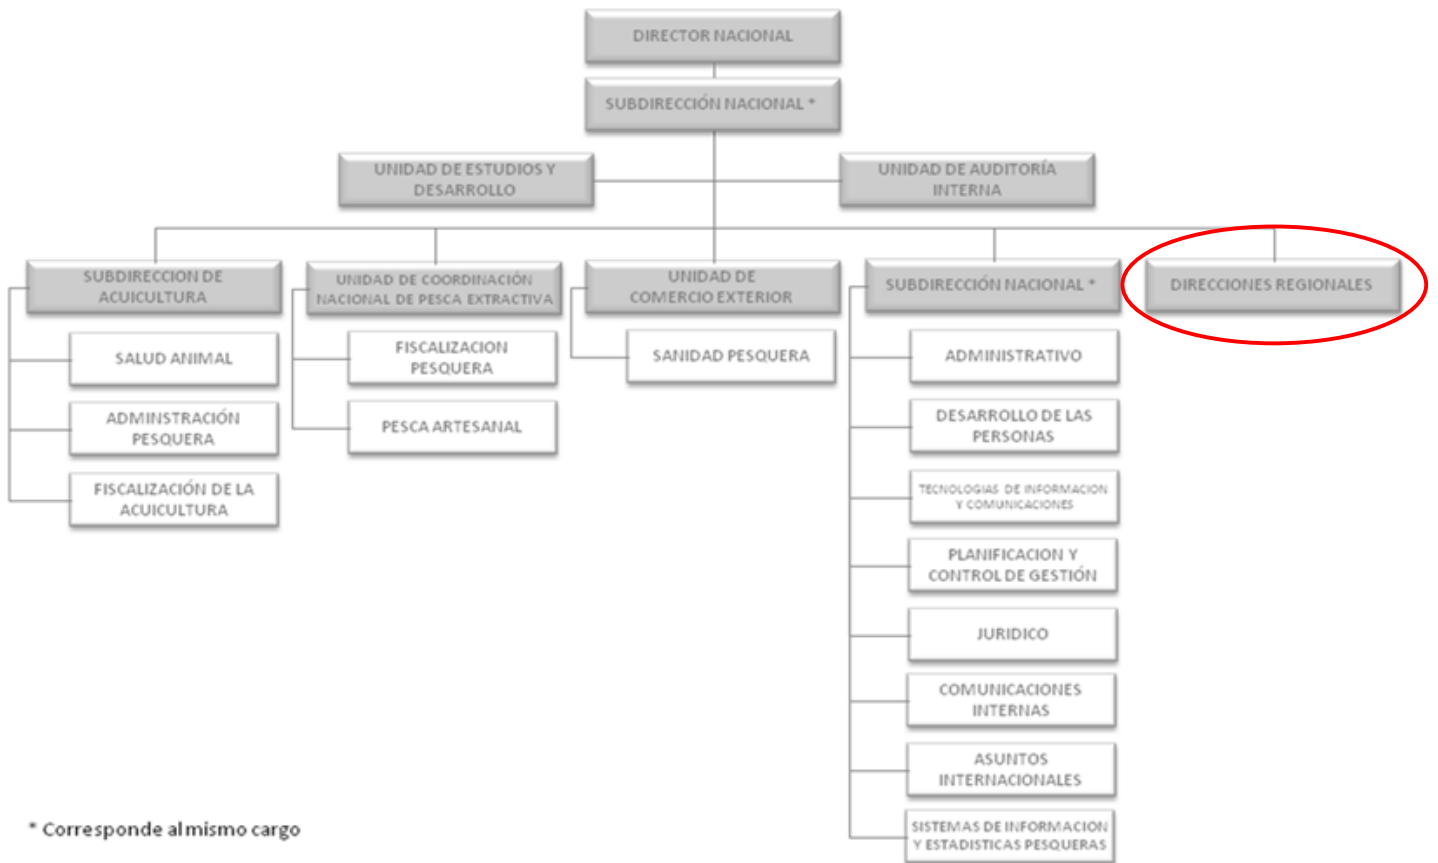 DIRECTOR NACIONAL
SUBDIRECCIÓN NACIONAL *
UNIDAD DE ESTUDIOS Y
DESARROLLO
UNIDAD DE AUDITORÍA
INTERNA
SUBDIRECCION DE
ACUICULTURA
UNIDAD DE COORDINACIÓN
NACIONAL DE PESCA EXTRACTIVA
UNIDAD DE
COMERCIO EXTERIOR
SUBDIRECCIÓN NACIONAL *
DIRECCIONES REGIONALES
SALUD ANIMAL
ADMINSTRACIÓN
PESQUERA
FISCALIZACIÓN DE LA
ACUICULTURA
FISCALIZACION
PESQUERA
PESCA ARTESANAL
SANIDAD PESQUERA
ADMINISTRATIVO
DESARROLLO DE LAS
PERSONAS
TECNOLOGIAS DE INFORMACION
Y COMUNICACIONES
PLANIFICACION Y
CONTROL DE GESTIÓN
JURIDICO
COMUNICACIONES
INTERNAS
ASUNTOS
INTERNACIONALES
SISTEMAS DE INFORMACION
Y ESTADISTICAS PESQUERAS
* Corresponde al mismo cargo